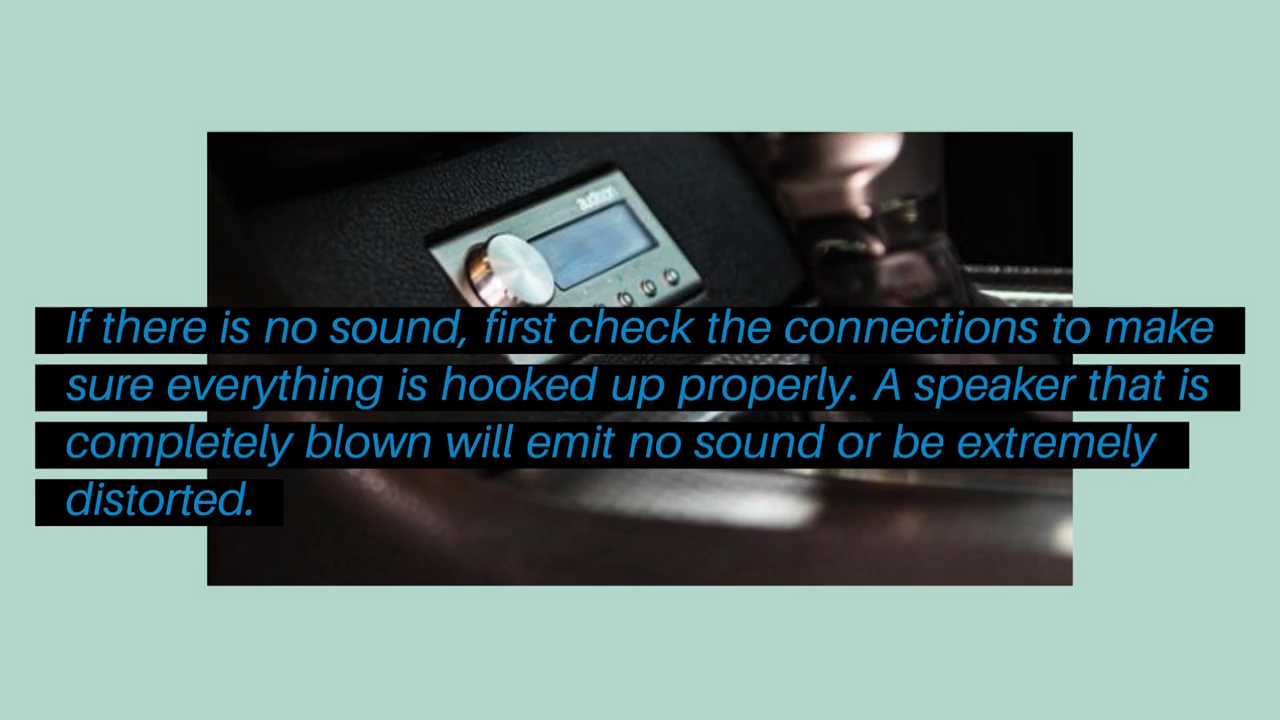 audison
If there is no sound, first check the connections to make
sure everything is hooked up properly. A speaker that is
completely blown will emit no sound or be extremely
distorted.